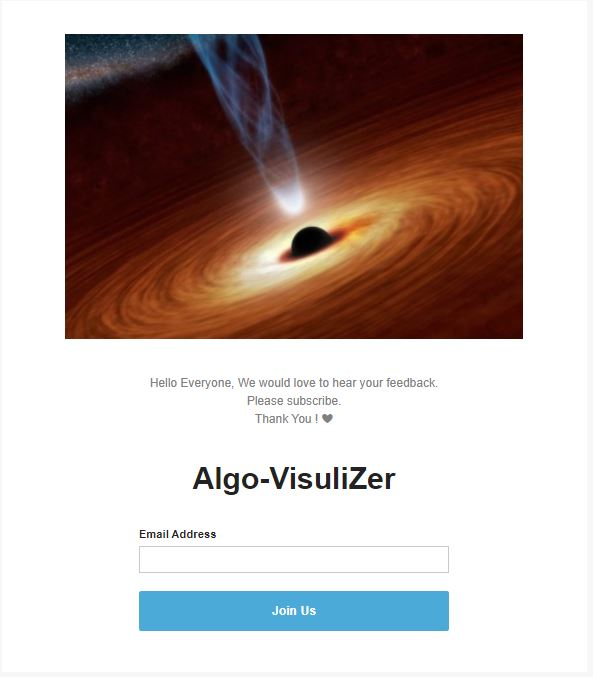 Hello Everyone, We would love to hear your feedback.
Please subscribe.
Thank You ! ♥
Algo-VisuliZer
Email Address
Join Us